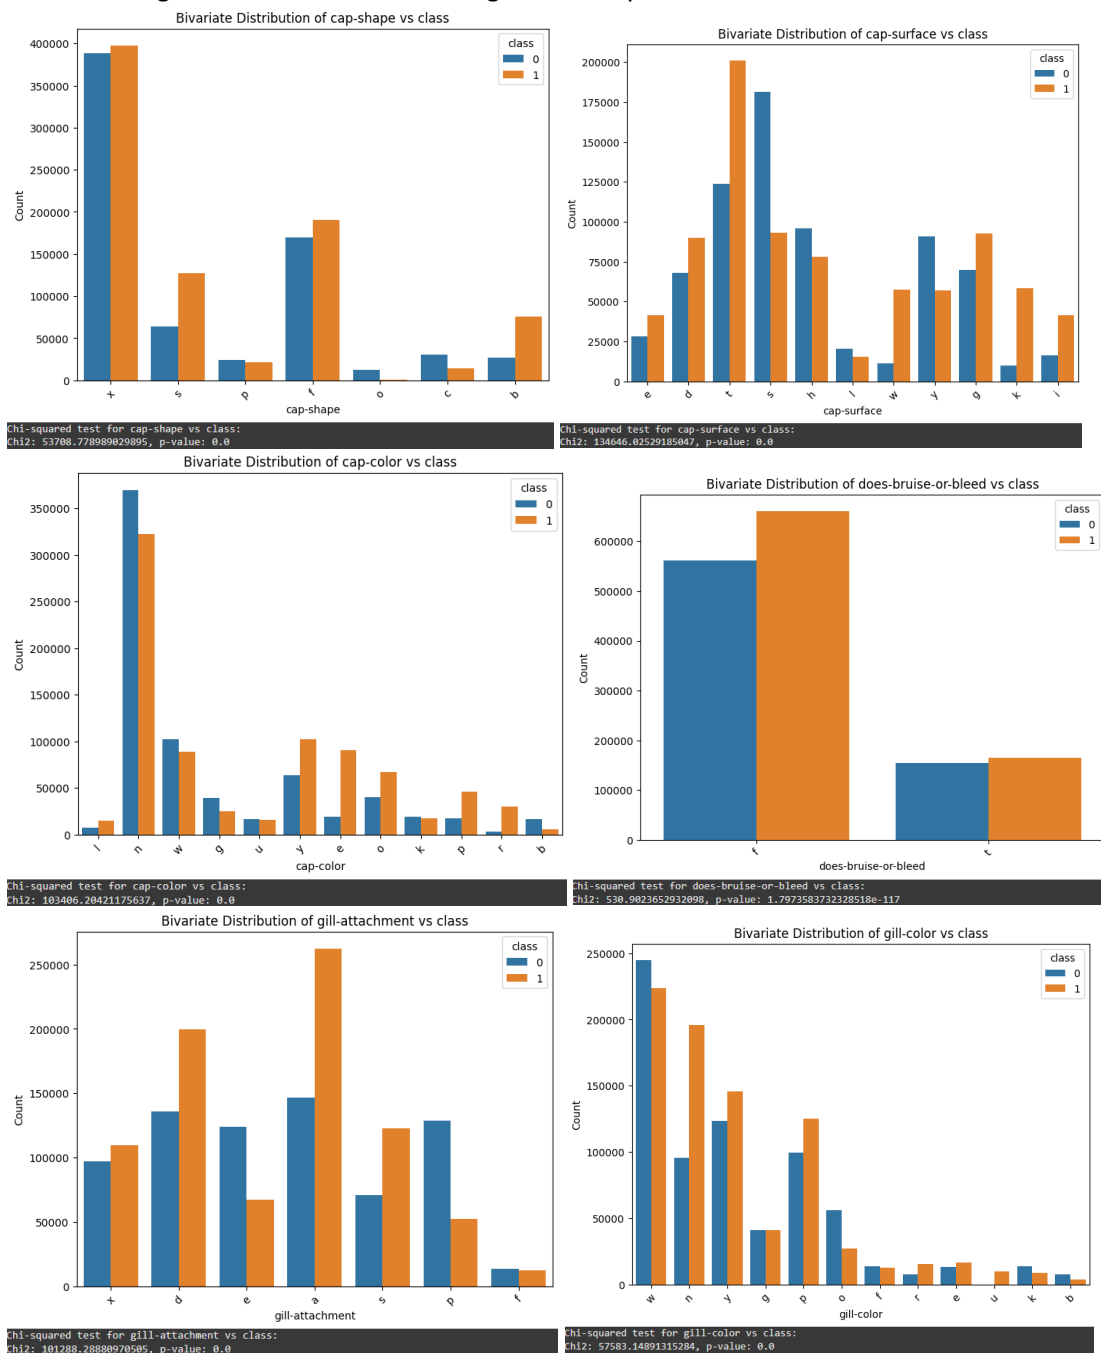 Bivariate Distribution of cap-shape vs class
class
0
1
400000
350000
300000
250000
200000
150000
100000
50000
0
Count
x
s
p
f
o
c
b
cap-shape
Chi-squared test for cap-shape vs class:
Chi2: 53708.778989029895, p-value: 0.0
Bivariate Distribution of cap-surface vs class
class
0
1
200000
175000
150000
125000
100000
75000
50000
25000
0
Count
e
d
t
s
h
l
w
y
g
k
i
cap-surface
Chi-squared test for cap-surface vs class:
Chi2: 134646.02529185047, p-value: 0.0
Bivariate Distribution of cap-color vs class
class
0
1
350000
300000
250000
200000
150000
100000
50000
0
Count
l
n
w
g
u
y
e
o
k
p
r
b
cap-color
Chi-squared test for cap-color vs class:
Chi2: 103406.20421175637, p-value: 0.0
Bivariate Distribution of does-bruise-or-bleed vs class
class
0
1
600000
500000
400000
300000
200000
100000
0
Count
f
t
does-bruise-or-bleed
Chi-squared test for does-bruise-or-bleed vs class:
Chi2: 530.9023652932098, p-value: 1.7973583732328518e-117
Bivariate Distribution of gill-attachment vs class
class
0
1
250000
200000
150000
100000
50000
0
Count
x
d
e
a
s
p
f
gill-attachment
Chi-squared test for gill-attachment vs class:
Chi2: 101288.28880970505, p-value: 0.0
Bivariate Distribution of gill-color vs class
class
0
1
250000
200000
150000
100000
50000
0
Count
w
n
y
g
p
o
f
r
e
u
k
b
gill-color
Chi-squared test for gill-color vs class:
Chi2: 57583.14891315284, p-value: 0.0